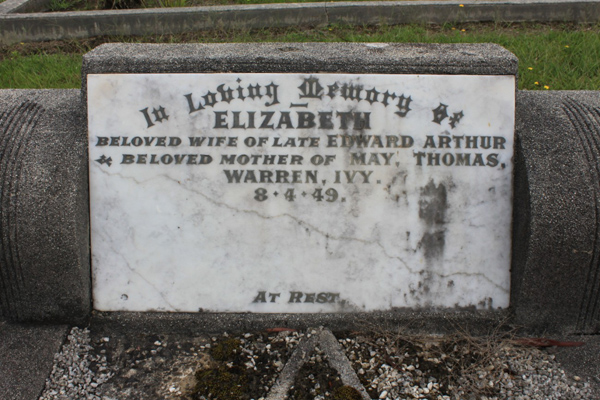 In Loving Memory Of
ELIZABETH
BELOVED WIFE OF LATE EDWARD ARTHUR
& BELOVED MOTHER OF MAY, THOMAS,
WARREN, IVY.
8·4·49.
AT REST.